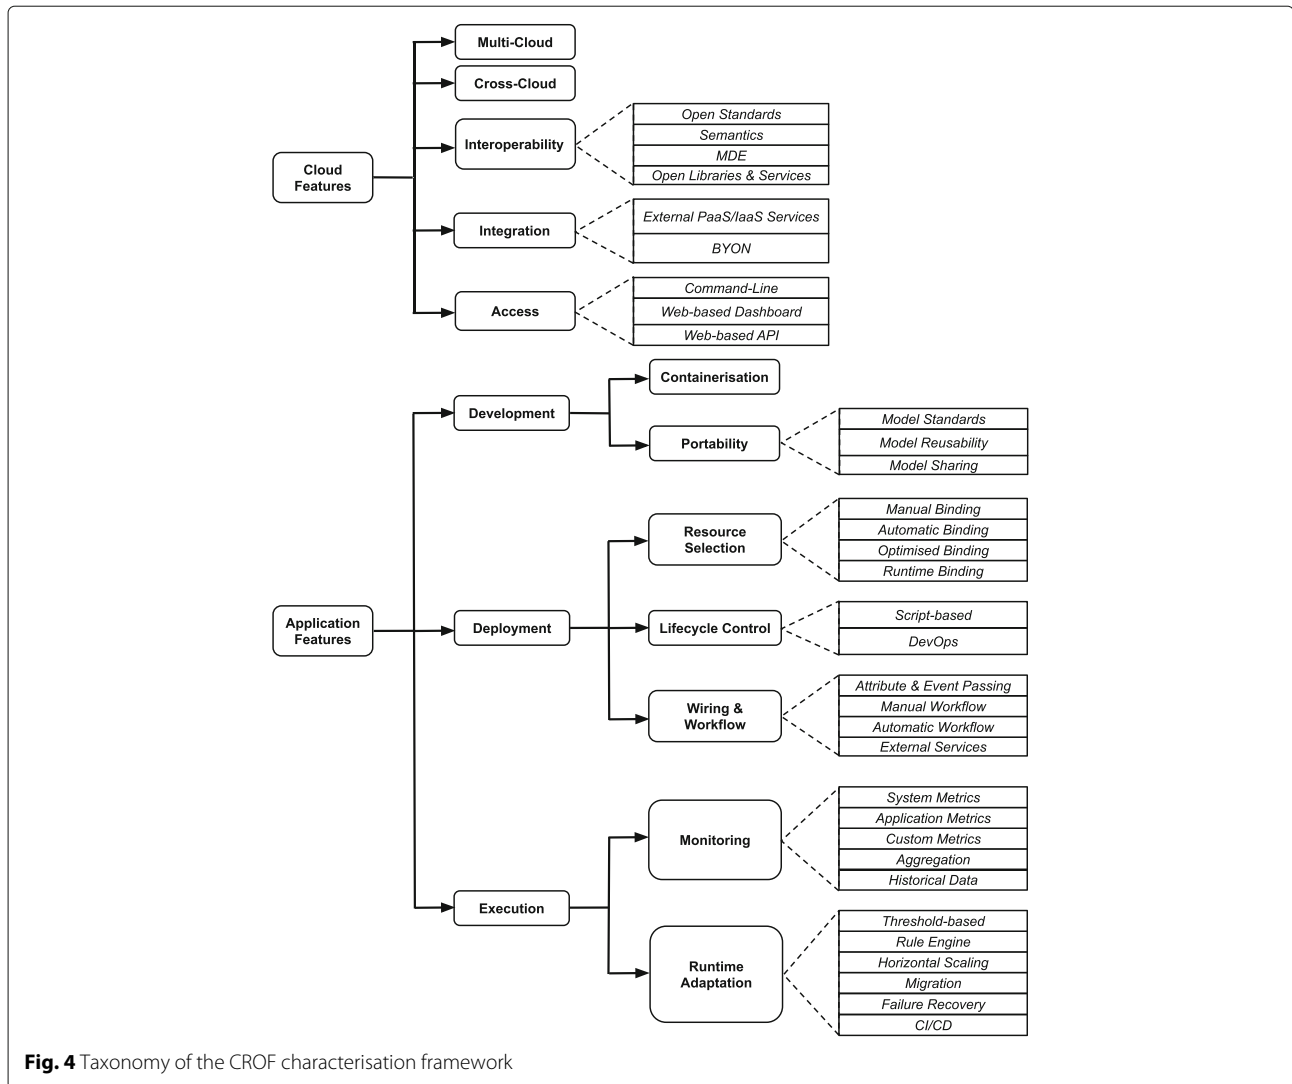 Multi-Cloud
Cross-Cloud
Interoperability
Open Standards
Semantics
MDE
Open Libraries & Services
Cloud
Features
Integration
External PaaS/IaaS Services
BYON
Access
Command-Line
Web-based Dashboard
Web-based API
Development
Containerisation
Portability
Model Standards
Model Reusability
Model Sharing
Application
Features
Deployment
Resource
Selection
Manual Binding
Automatic Binding
Optimised Binding
Runtime Binding
Lifecycle Control
Script-based
DevOps
Wiring &
Workflow
Attribute & Event Passing
Manual Workflow
Automatic Workflow
External Services
Execution
Monitoring
System Metrics
Application Metrics
Custom Metrics
Aggregation
Historical Data
Runtime
Adaptation
Threshold-based
Rule Engine
Horizontal Scaling
Migration
Failure Recovery
CI/CD
Fig. 4 Taxonomy of the CROF characterisation framework